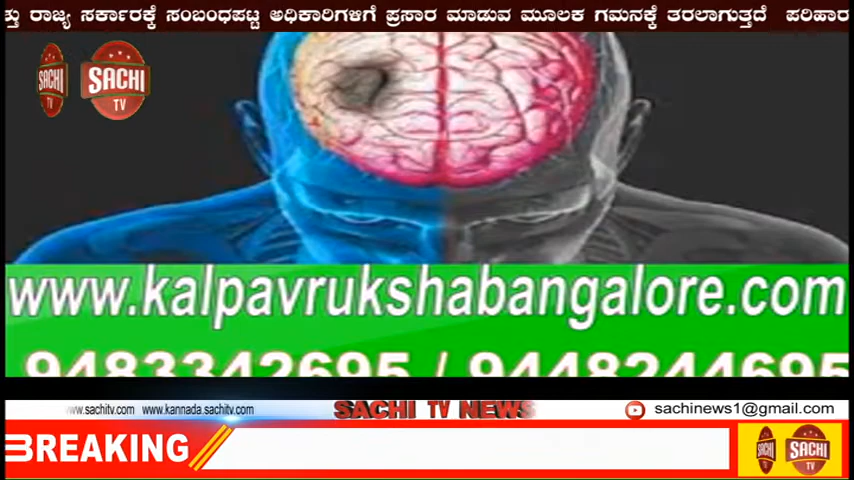 ತ್ತು ರಾಜ್ಯ ಸರ್ಕಾರಕ್ಕೆ ಸಂಬಂಧಪಟ್ಟ ಅಧಿಕಾರಿಗಳಿಗೆ ಪ್ರಸಾರ ಮಾಡುವ ಮೂಲಕ ಗಮನಕ್ಕೆ ತರಲಾಗುತ್ತದೆ ಪರಿಹಾರ
SACHI TV
SACHI TV
www.kalpavrukshabangalore.com
9483342695 / 9448244695
www.sachitv.com www.kannada.sachitv.com
SACHI TV NEWS
sachinews1@gmail.com
BREAKING
SACHI TV
SACHI TV